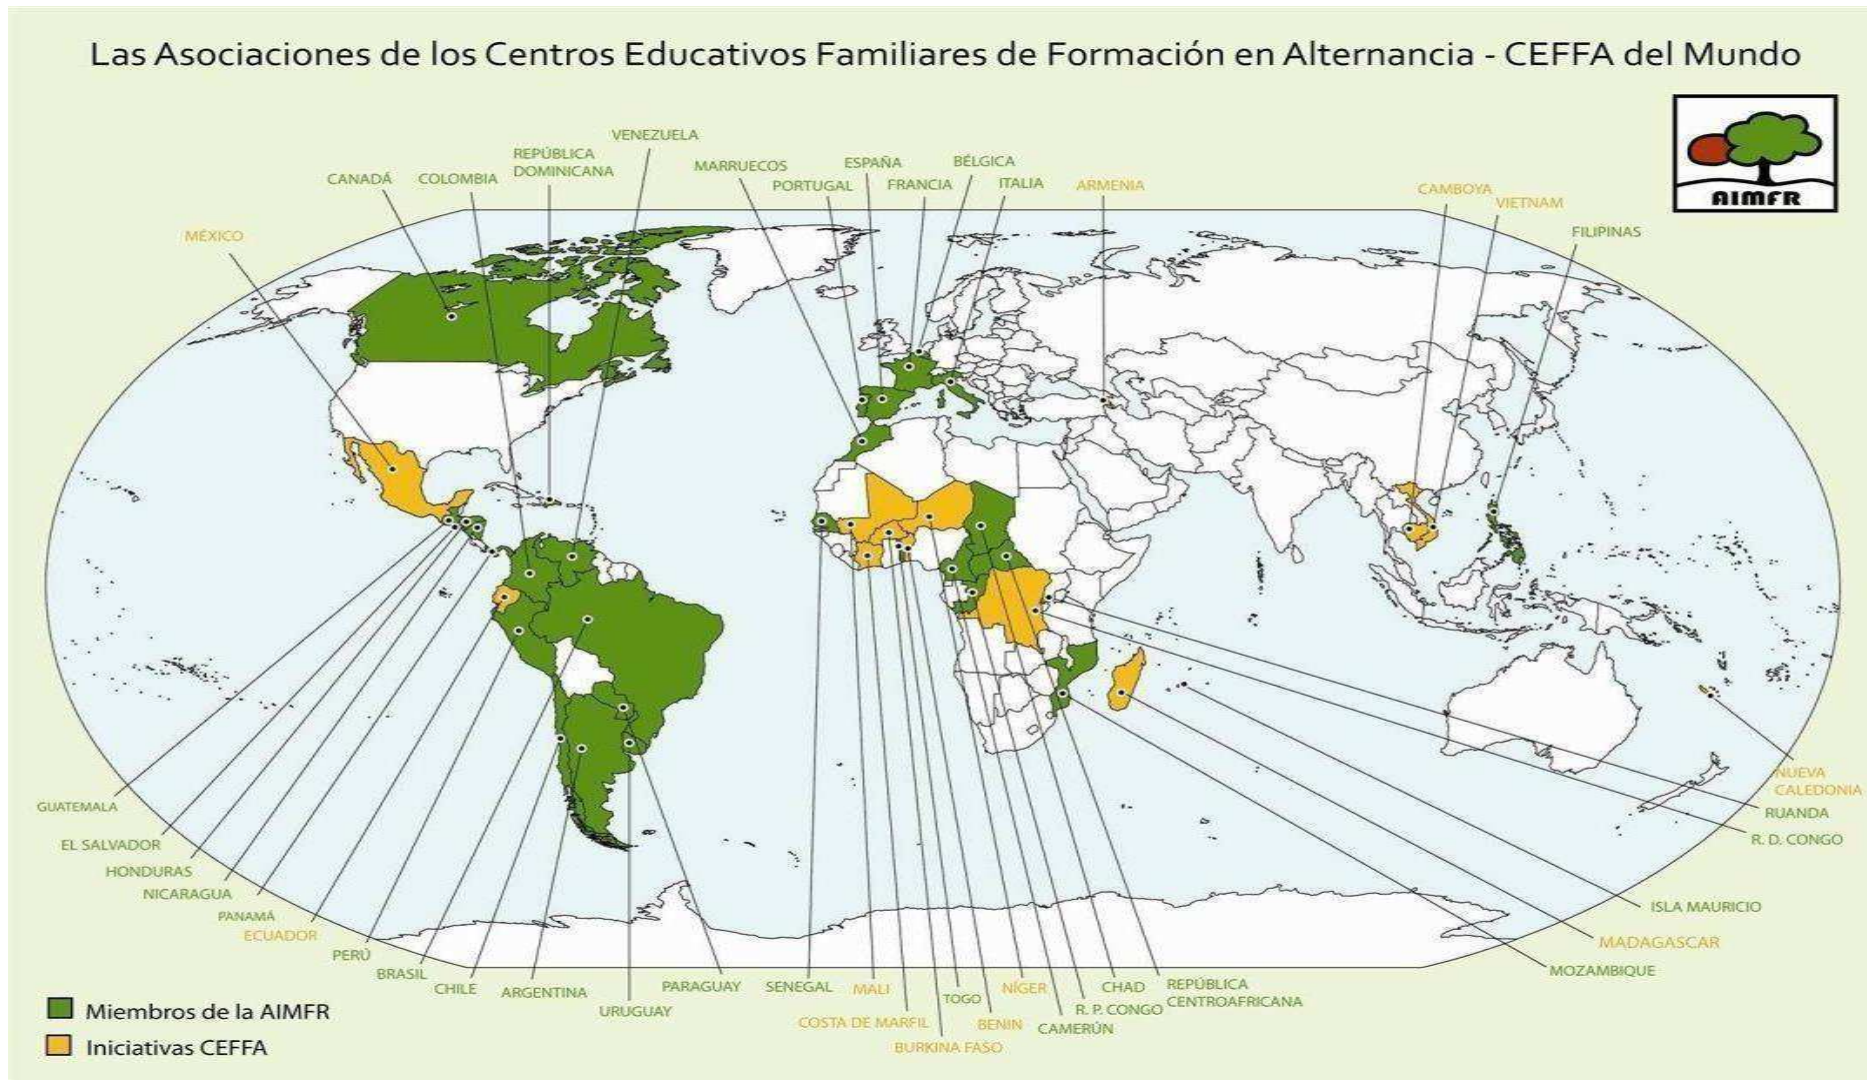 Las Asociaciones de los Centros Educativos Familiares de Formación en Alternancia - CEFFA del Mundo
AIMFR
VENEZUELA
REPÚBLICA
DOMINICANA
CANADÁ
COLOMBIA
MÉXICO
MARRUECOS
PORTUGAL
ESPAÑA
FRANCIA
BÉLGICA
ITALIA
ARMENIA
CAMBOYA
VIETNAM
FILIPINAS
GUATEMALA
EL SALVADOR
HONDURAS
NICARAGUA
PANAMÁ
ECUADOR
PERÚ
BRASIL
CHILE
ARGENTINA
URUGUAY
PARAGUAY
SENEGAL
MALI
COSTA DE MARFIL
BURKINA FASO
TOGO
BENIN
NÍGER
CAMERÚN
R. P. CONGO
CHAD
REPÚBLICA
CENTROAFRICANA
MOZAMBIQUE
MADAGASCAR
ISLA MAURICIO
R. D. CONGO
RUANDA
NUEVA
CALEDONIA
Miembros de la AIMFR
Iniciativas CEFFA